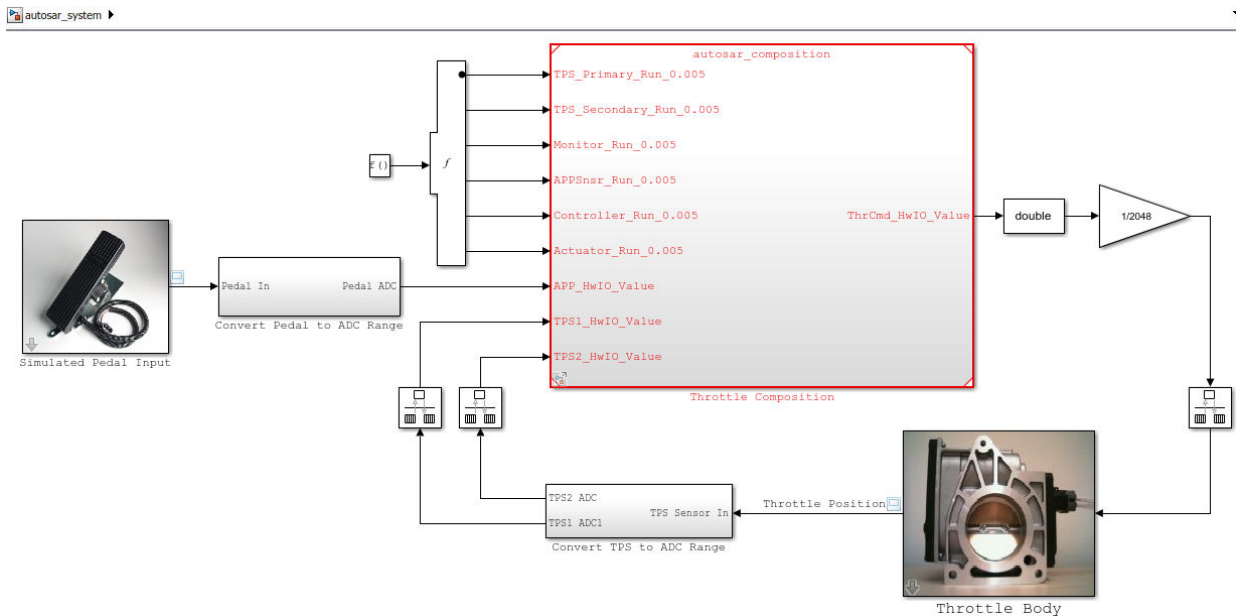 autosar_system
autosar_composition
TPS_Primary_Run_0.005
TPS_Secondary_Run_0.005
Monitor_Run_0.005
f()
f
APPSnsr_Run_0.005
Controller_Run_0.005
ThrCmd_HwIO_Value
double
1/2048
Actuator_Run_0.005
Pedal In
Pedal ADC
APP_HwIO_Value
Convert Pedal to ADC Range
TPS1_HwIO_Value
TPS2_HwIO_Value
Simulated Pedal Input
Throttle Composition
TPS2 ADC
TPS Sensor In
TPS1 ADC1
Throttle Position
Convert TPS to ADC Range
Throttle Body